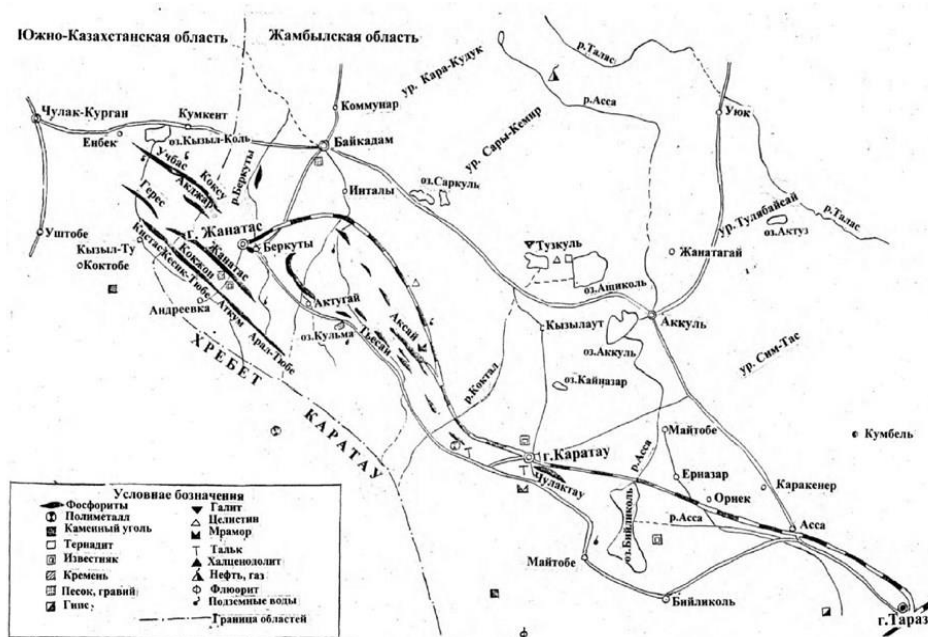 Южно-Казахстанская область
Жамбылская область
р.Талас
ур. Кара-Кудук
р.Асса
Коммунар
Уюк
Чулак-Курган
Кумкент
Енбек
оз.Кызыл-Коль
Байкадам
ур. Сары-Кемир
Учбас
Коксу
Акджар
р.Беркуты
Инталы
оз.Саркуль
ур.Тулябайсай
р.Талас
оз.Актуз
Герес
Уштобе
г. Жанатас
Беркуты
Тузкуль
Жанатагай
Кызыл-Ту
Коктобе
Кистас
Кесик-Тюбе
Кокжон
Жанатас
оз.Ашиколь
Андреевка
Актугай
Аткум
Арал-Тюбе
оз.Кульма
Тьесай
Аксай
Кызылаут
Аккуль
оз.Аккуль
ХРЕБЕТ КАРАТАУ
р.Коктал
оз.Кайназар
ур. Сим-Тас
Майтобе
Кумбель
г.Каратау
р.Асса
Чулактау
Ерназар
Орнек
Каракенер
р.Асса
Асса
оз.Бийликоль
Майтобе
Бийликоль
г.Тараз
Условные бозначения
Фосфориты
Полиметалл
Каменный уголь
Тернадит
Известняк
Кремень
Песок, гравий
Гипс
Галит
Целистин
Мрамор
Тальк
Халценодолит
Нефть, газ
Флюорит
Подземные воды
Граница областей